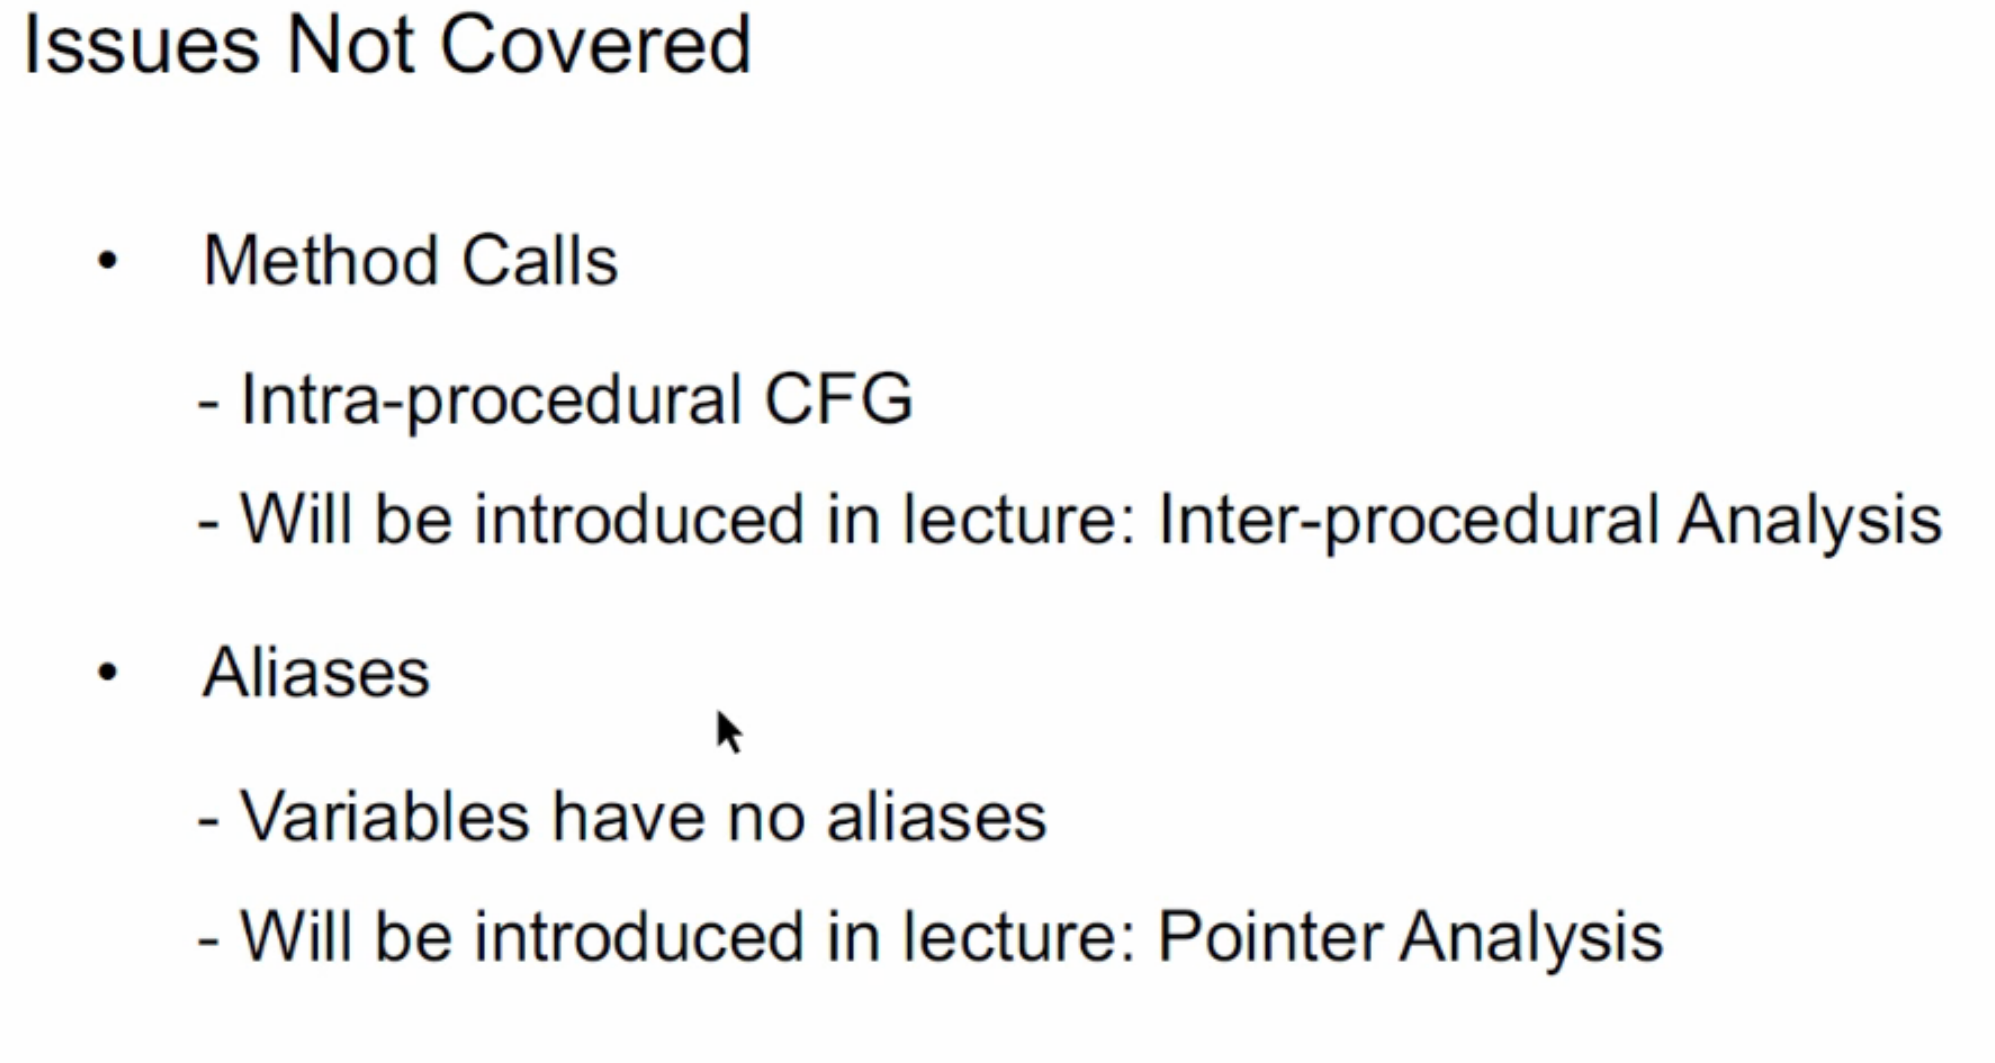 Issues Not Covered
• Method Calls
- Intra-procedural CFG
- Will be introduced in lecture: Inter-procedural Analysis
• Aliases
- Variables have no aliases
- Will be introduced in lecture: Pointer Analysis